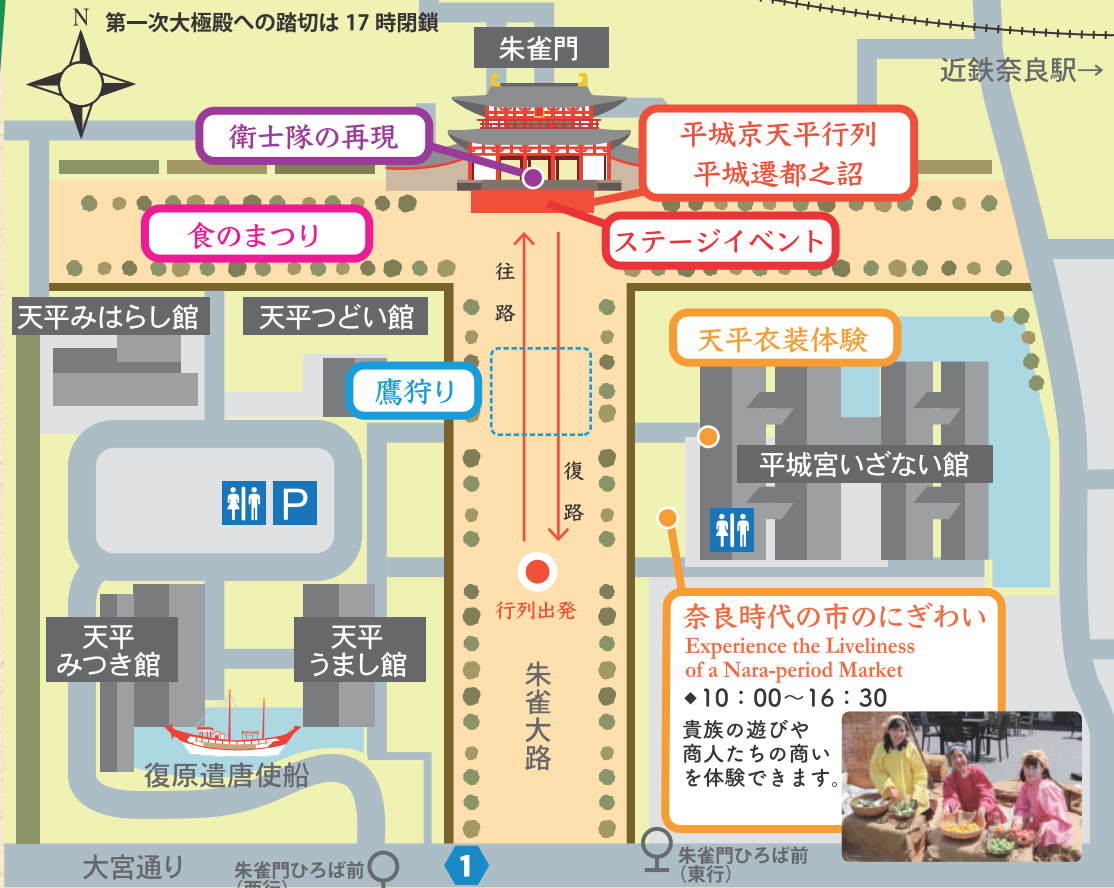 N
第一次大極殿への踏切は 17 時閉鎖
朱雀門
近鉄奈良駅→
衛士隊の再現
平城京天平行列
平城遷都之詔
食のまつり
ステージイベント
往路
天平みはらし館
天平つどい館
天平衣装体験
鷹狩り
平城宮いざない館
復路
P
行列出発
奈良時代の市のにぎわい
Experience the Liveliness
of a Nara-period Market
◆10：00～16：30
貴族の遊びや
商人たちの商い
を体験できます。
天平
みつき館
天平
うまし館
朱雀大路
復原遣唐使船
大宮通り
朱雀門ひろば前
(西行)
1
朱雀門ひろば前
(東行)